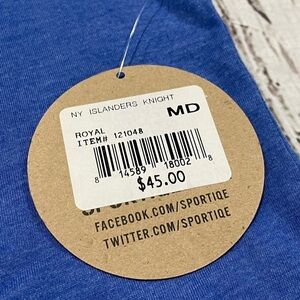 NY ISLANDERS KNIGHT
MD
ROYAL
ITEM# 121048
8 14589 18002 8
$45.00
FACEBOOK.COM/SPORTIQE
TWITTER.COM/SPORTIQE